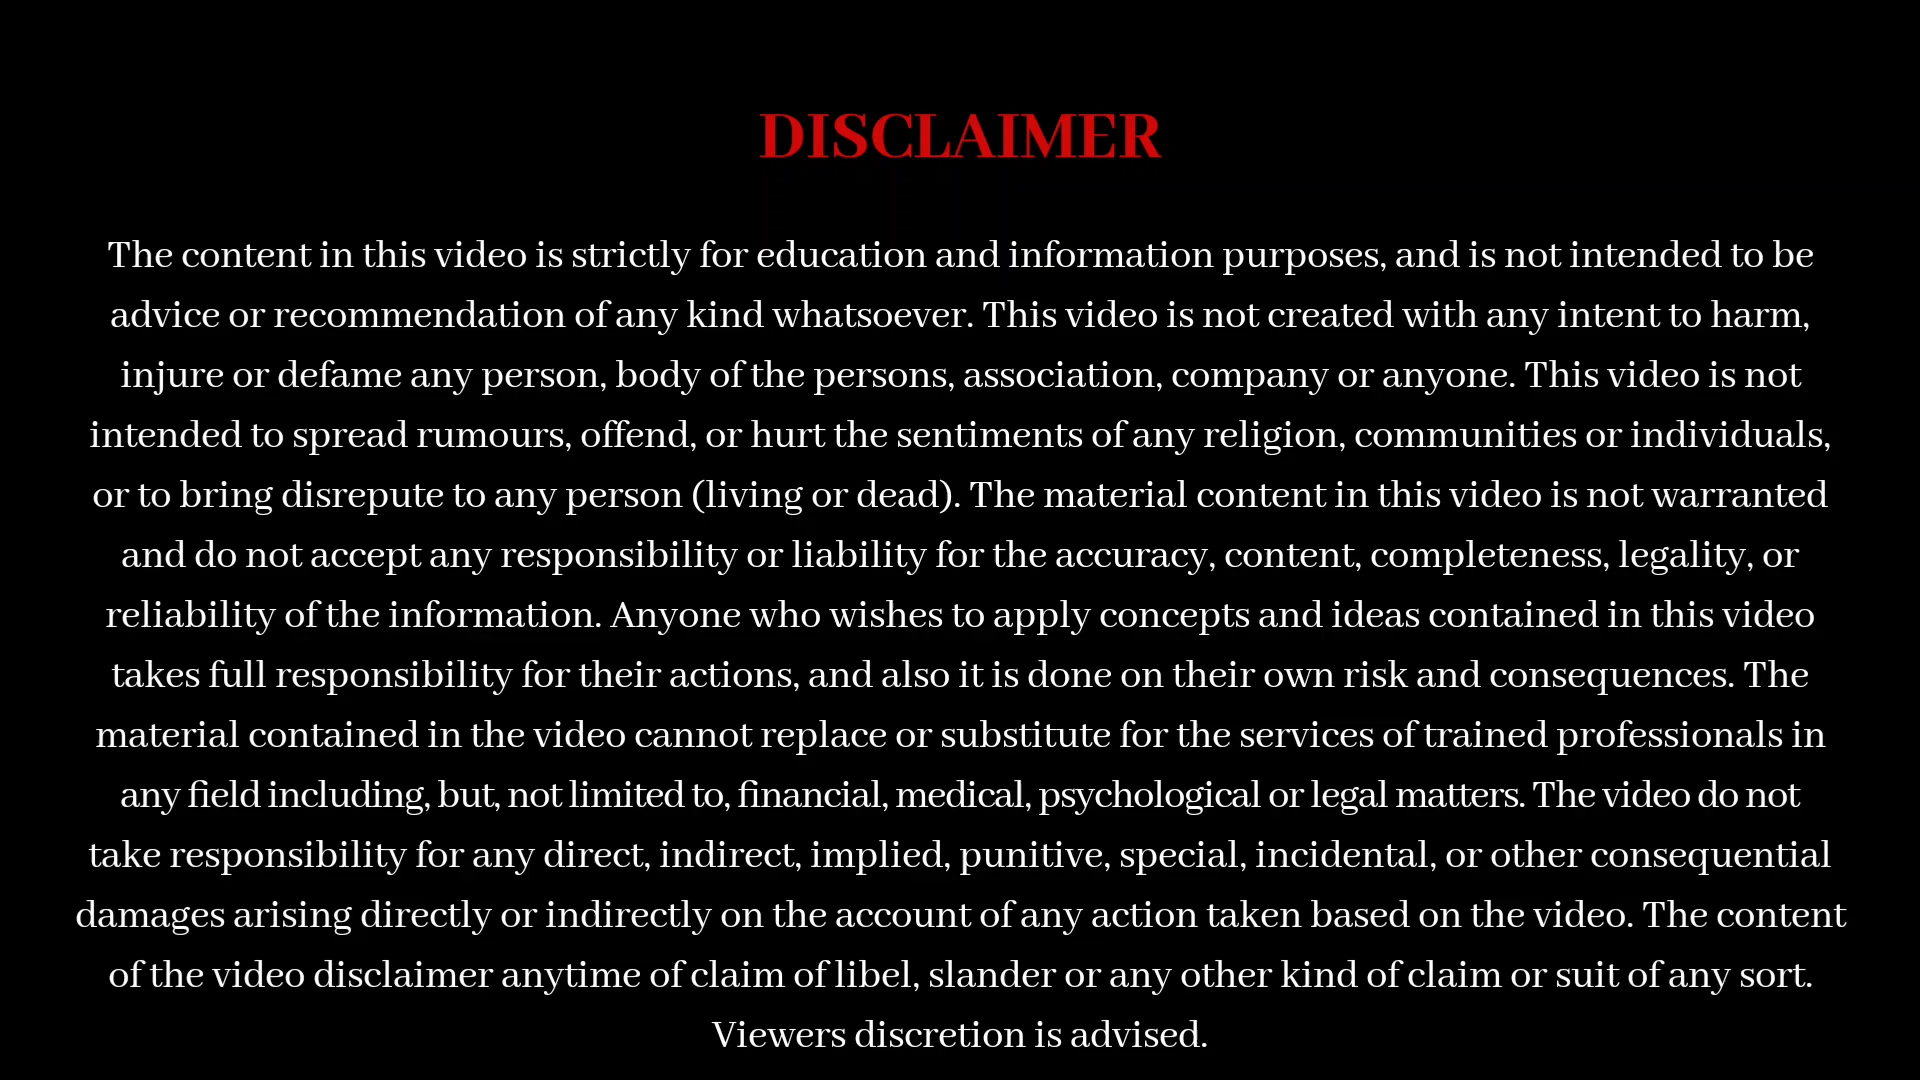 DISCLAIMER
The content in this video is strictly for education and information purposes, and is not intended to be
advice or recommendation of any kind whatsoever. This video is not created with any intent to harm,
injure or defame any person, body of the persons, association, company or anyone. This video is not
intended to spread rumours, offend, or hurt the sentiments of any religion, communities or individuals,
or to bring disrepute to any person (living or dead). The material content in this video is not warranted
and do not accept any responsibility or liability for the accuracy, content, completeness, legality, or
reliability of the information. Anyone who wishes to apply concepts and ideas contained in this video
takes full responsibility for their actions, and also it is done on their own risk and consequences. The
material contained in the video cannot replace or substitute for the services of trained professionals in
any field including, but, not limited to, financial, medical, psychological or legal matters. The video do not
take responsibility for any direct, indirect, implied, punitive, special, incidental, or other consequential
damages arising directly or indirectly on the account of any action taken based on the video. The content
of the video disclaimer anytime of claim of libel, slander or any other kind of claim or suit of any sort.
Viewers discretion is advised.